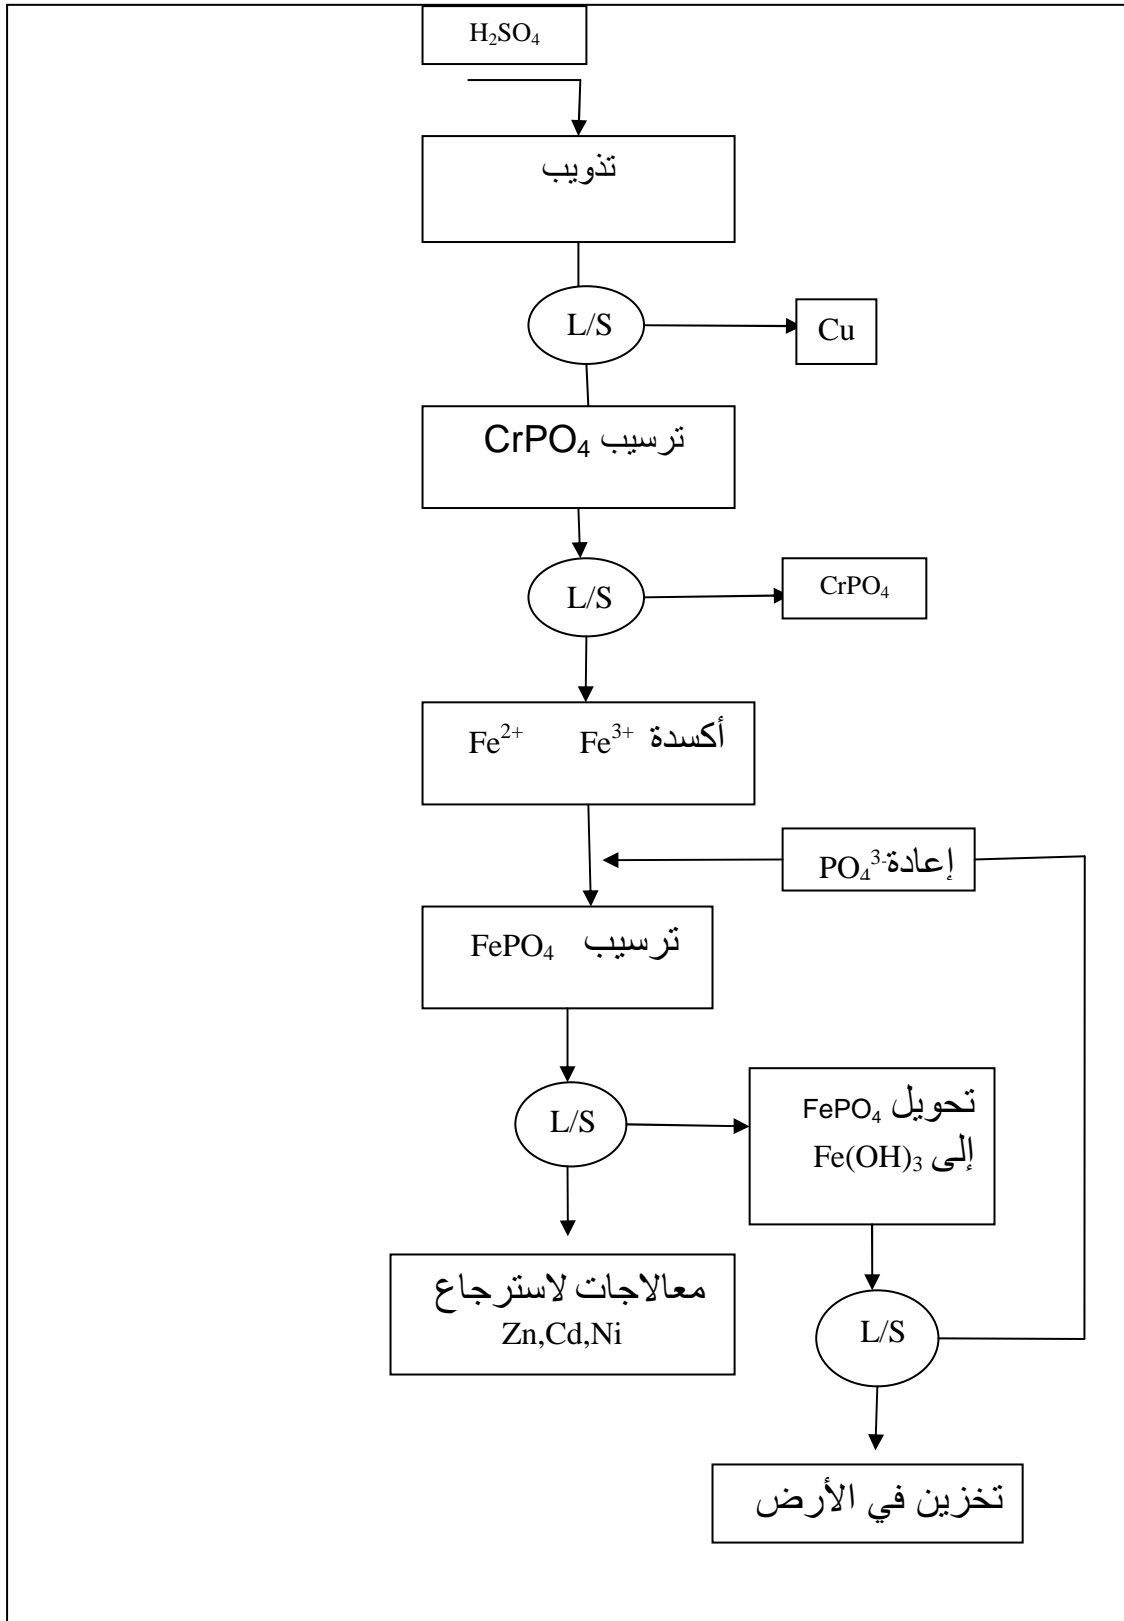 H₂SO₄
تذويب
L/S
Cu
ترسيب CrPO₄
L/S
CrPO₄
أكسدة Fe³⁺ Fe²⁺
إعادة PO₄³⁻
ترسيب FePO₄
L/S
تحويل FePO₄
إلى Fe(OH)₃
معالاجات لاسترجاع
Zn,Cd,Ni
L/S
تخزين في الأرض